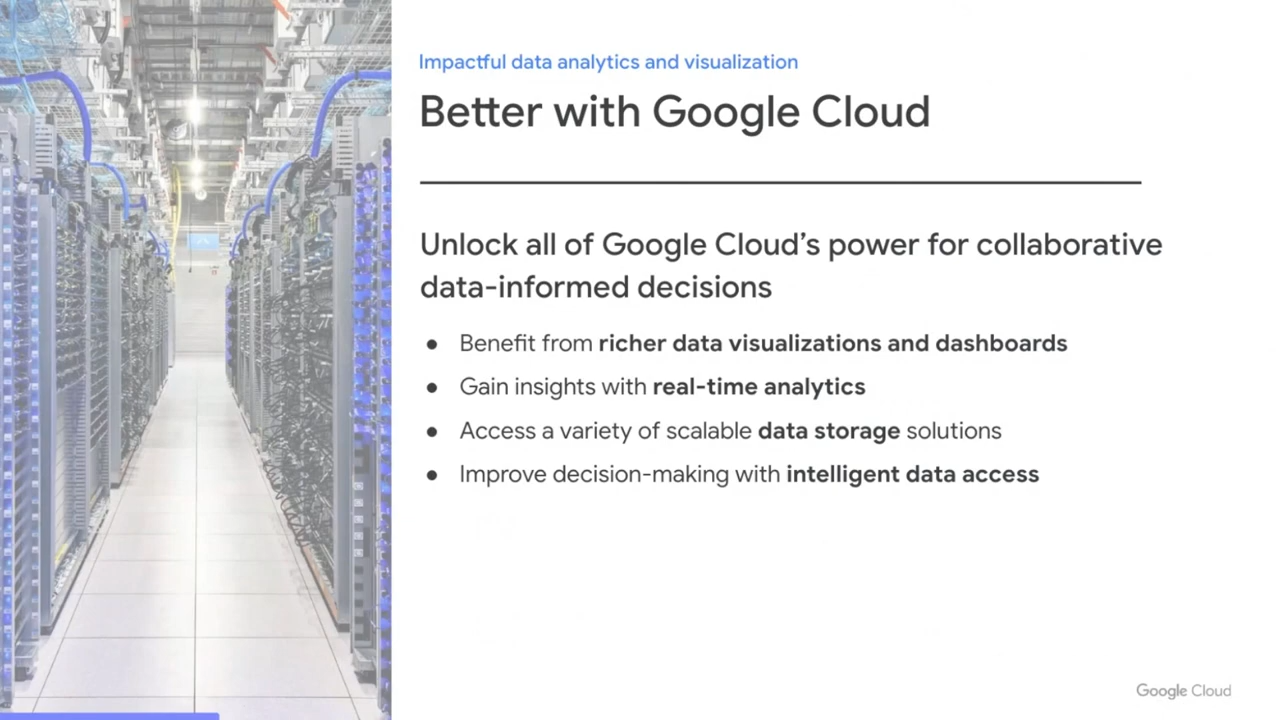 Impactful data analytics and visualization
Better with Google Cloud
Unlock all of Google Cloud’s power for collaborative
data-informed decisions
● Benefit from richer data visualizations and dashboards
● Gain insights with real-time analytics
● Access a variety of scalable data storage solutions
● Improve decision-making with intelligent data access
Google Cloud